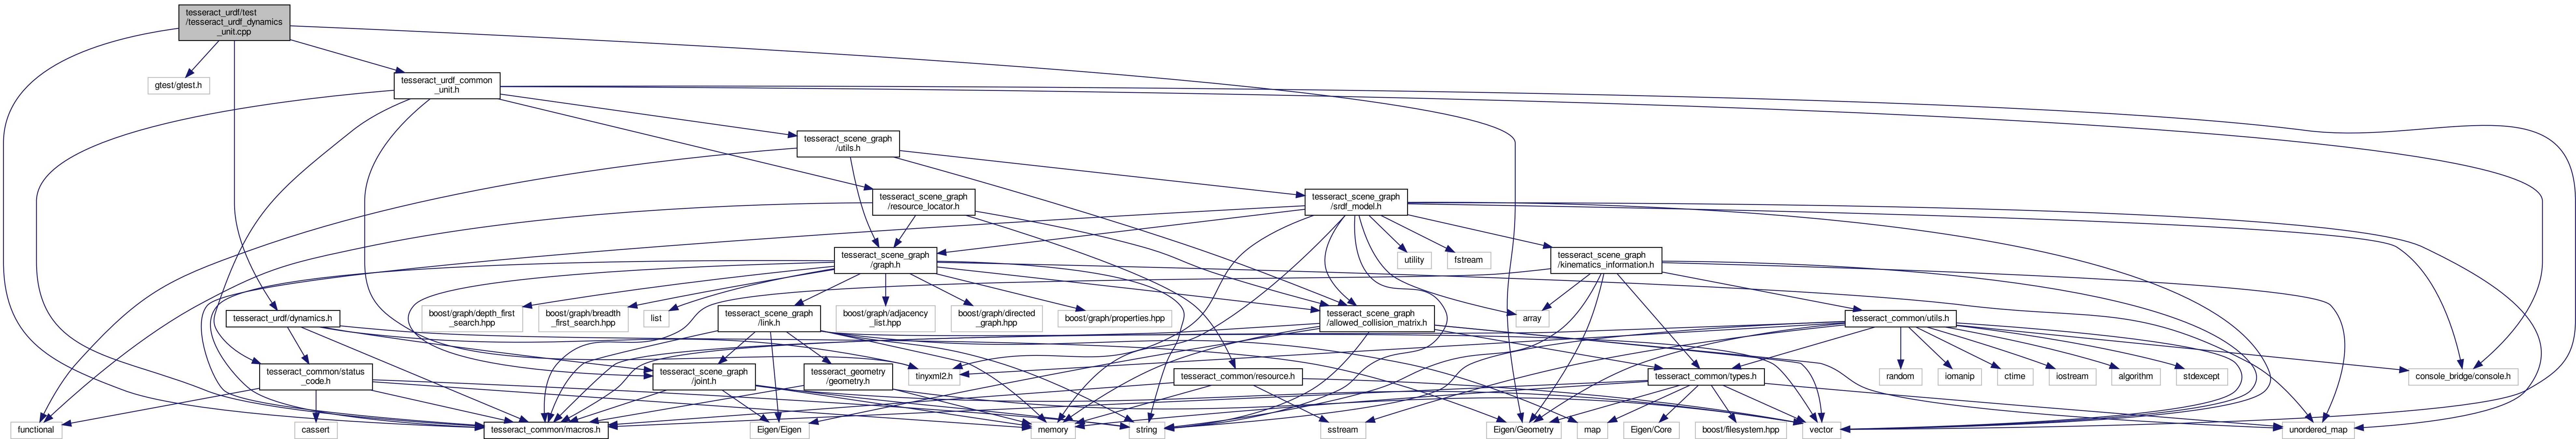 tesseract_urdf/test
/tesseract_urdf_dynamics
_unit.cpp
gtest/gtest.h
tesseract_urdf_common
_unit.h
tesseract_scene_graph
/utils.h
tesseract_scene_graph
/resource_locator.h
tesseract_scene_graph
/srdf_model.h
tesseract_scene_graph
/graph.h
utility
fstream
tesseract_scene_graph
/kinematics_information.h
tesseract_urdf/dynamics.h
boost/graph/depth_first
_search.hpp
boost/graph/breadth
_first_search.hpp
list
tesseract_scene_graph
/link.h
boost/graph/adjacency
_list.hpp
boost/graph/directed
_graph.hpp
boost/graph/properties.hpp
tesseract_scene_graph
/allowed_collision_matrix.h
array
tesseract_common/utils.h
tesseract_common/status
_code.h
tesseract_scene_graph
/joint.h
tesseract_geometry
/geometry.h
tinyxml2.h
tesseract_common/resource.h
tesseract_common/types.h
random
iomanip
ctime
iostream
algorithm
stdexcept
console_bridge/console.h
functional
cassert
tesseract_common/macros.h
Eigen/Eigen
memory
string
sstream
Eigen/Geometry
map
Eigen/Core
boost/filesystem.hpp
vector
unordered_map